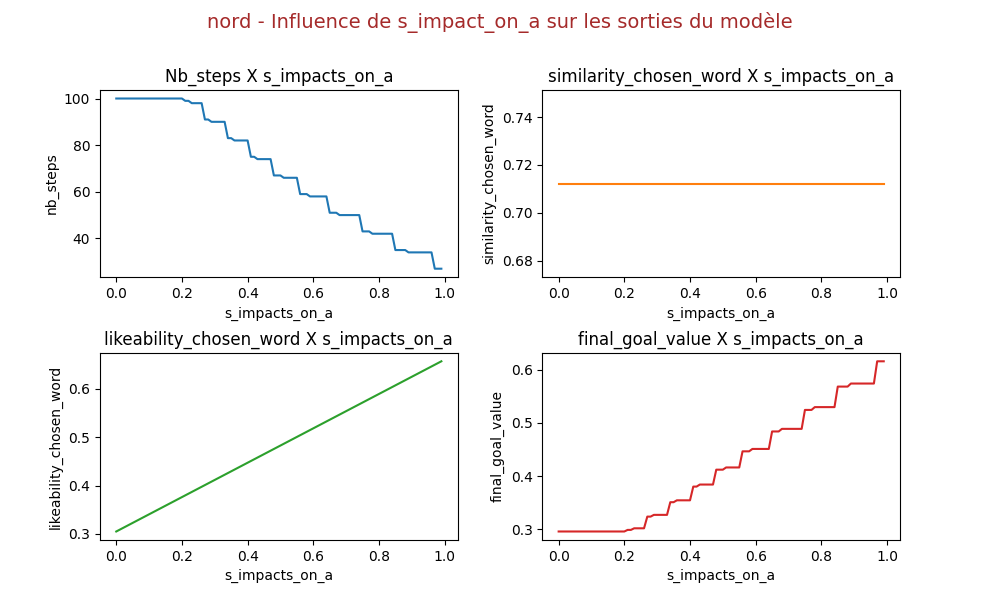 nord - Influence de s_impact_on_a sur les sorties du modèle
Nb_steps X s_impacts_on_a
similarity_chosen_word X s_impacts_on_a
nb_steps
100
80
60
40
0.0 0.2 0.4 0.6 0.8 1.0
s_impacts_on_a
similarity_chosen_word
0.74
0.72
0.70
0.68
0.0 0.2 0.4 0.6 0.8 1.0
s_impacts_on_a
likeability_chosen_word X s_impacts_on_a
final_goal_value X s_impacts_on_a
likeability_chosen_word
0.6
0.5
0.4
0.3
0.0 0.2 0.4 0.6 0.8 1.0
s_impacts_on_a
final_goal_value
0.6
0.5
0.4
0.3
0.0 0.2 0.4 0.6 0.8 1.0
s_impacts_on_a